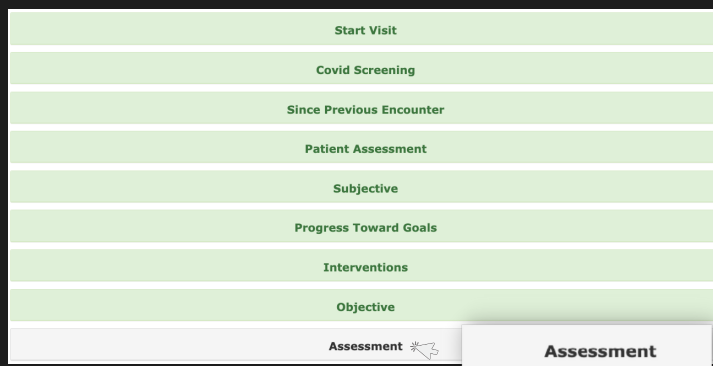 Start Visit
Covid Screening
Since Previous Encounter
Patient Assessment
Subjective
Progress Toward Goals
Interventions
Objective
Assessment
Assessment